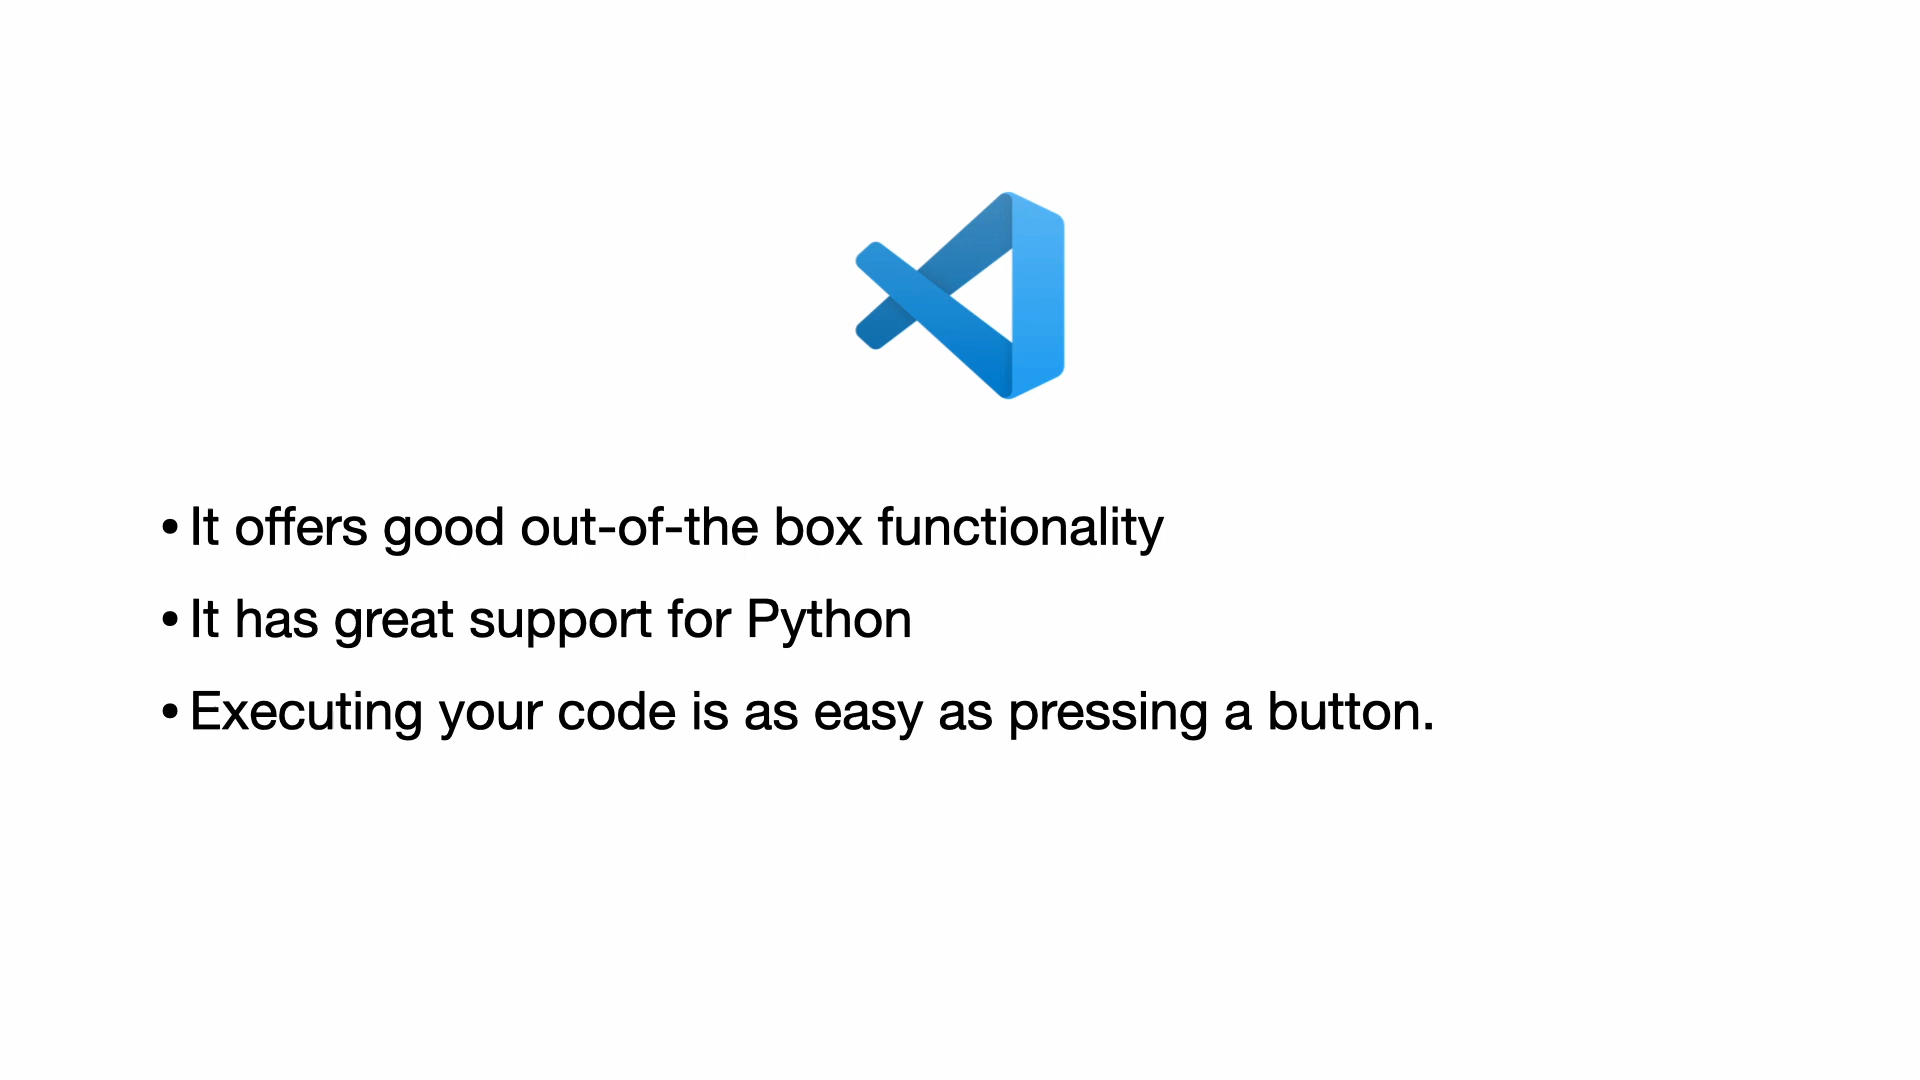 • It offers good out-of-the box functionality
• It has great support for Python
• Executing your code is as easy as pressing a button.